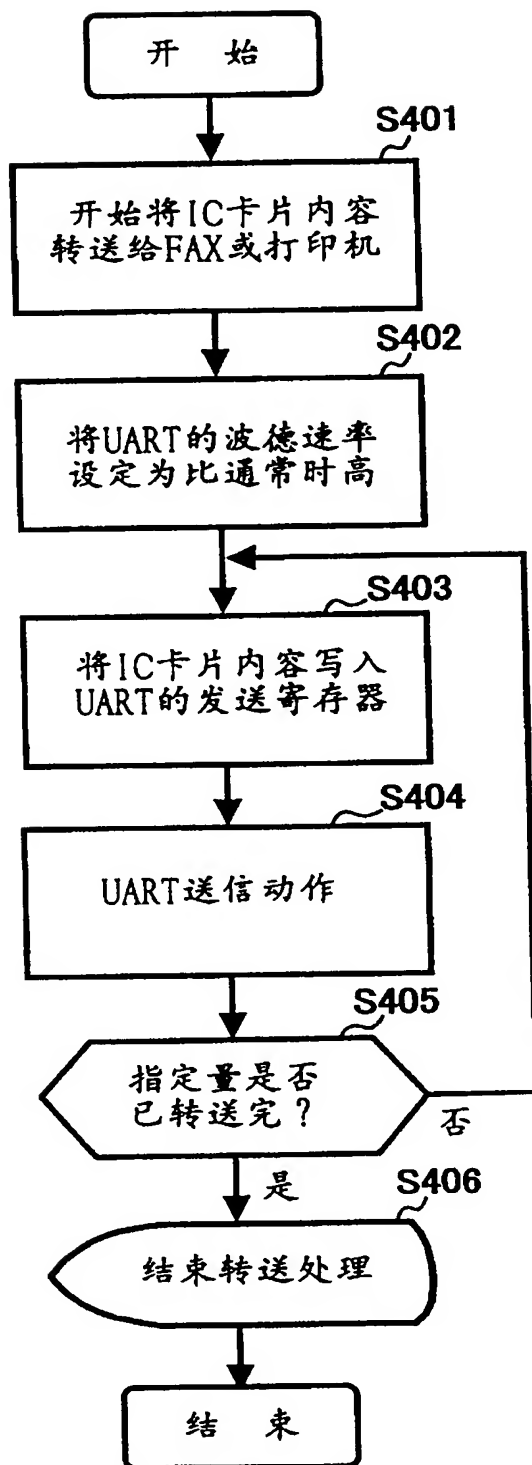 开 始
S401
开始将IC卡片内容
转送给FAX或打印机
S402
将UART的波德速率
设定为比通常时高
S403
将IC卡片内容写入
UART的发送寄存器
S404
UART送信动作
S405
指定量是否
已转送完？
否
是
S406
结束转送处理
结 束